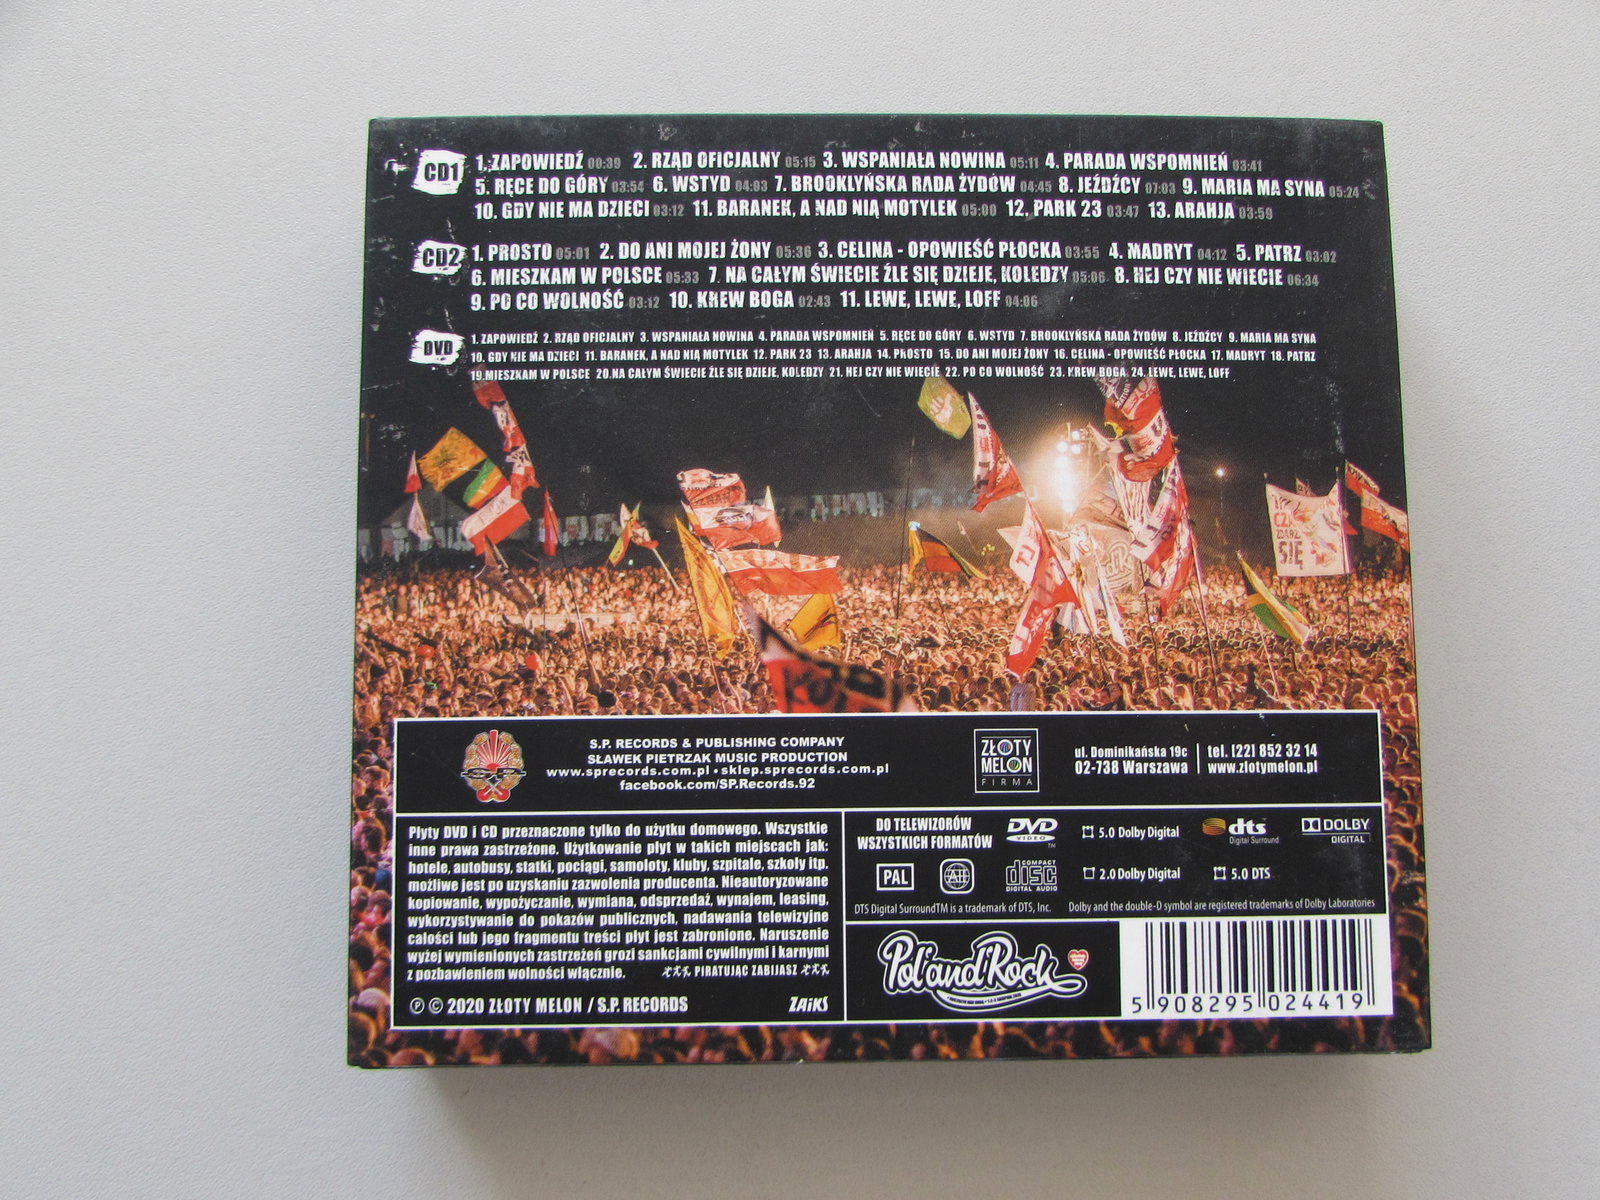 CD1
1. ZAPOWIEDŹ 00:39 2. RZĄD OFICJALNY 05:15 3. WSPANIAŁA NOWINA 05:11 4. PARADA WSPOMNIEŃ 03:41
5. RĘCE DO GÓRY 03:54 6. WSTYD 04:03 7. BROOKLYŃSKA RADA ŻYDÓW 04:45 8. JEŹDŹCY 07:03 9. MARIA MA SYNA 05:24
10. GDY NIE MA DZIECI 03:12 11. BARANEK, A NAD NIĄ MOTYLEK 05:00 12. PARK 23 03:47 13. ARAHJA 03:59
CD2
1. PROSTO 05:01 2. DO ANI MOJEJ ŻONY 05:36 3. CELINA - OPOWIEŚĆ PŁOCKA 03:55 4. MADRYT 04:12 5. PATRZ 03:02
6. MIESZKAM W POLSCE 05:33 7. NA CAŁYM ŚWIECIE ŹLE SIĘ DZIEJE, KOLEDZY 05:06 8. HEJ CZY NIE WIECIE 06:34
9. PO CO WOLNOŚĆ 03:12 10. KREW BOGA 02:43 11. LEWE, LEWE, LOFF 04:06
DVD
1. ZAPOWIEDŹ 2. RZĄD OFICJALNY 3. WSPANIAŁA NOWINA 4. PARADA WSPOMNIEŃ 5. RĘCE DO GÓRY 6. WSTYD 7. BROOKLYŃSKA RADA ŻYDÓW 8. JEŹDŹCY 9. MARIA MA SYNA
10. GDY NIE MA DZIECI 11. BARANEK, A NAD NIĄ MOTYLEK 12. PARK 23 13. ARAHJA 14. PROSTO 15. DO ANI MOJEJ ŻONY 16. CELINA - OPOWIEŚĆ PŁOCKA 17. MADRYT 18. PATRZ
19.MIESZKAM W POLSCE 20.NA CAŁYM ŚWIECIE ŹLE SIĘ DZIEJE, KOLEDZY 21. HEJ CZY NIE WIECIE 22. PO CO WOLNOŚĆ 23. KREW BOGA 24. LEWE, LEWE, LOFF
S.P. RECORDS & PUBLISHING COMPANY
SŁAWEK PIETRZAK MUSIC PRODUCTION
www.sprecords.com.pl • sklep.sprecords.com.pl
facebook.com/SP.Records.92
ZŁOTY
MELON
FIRMA
ul. Dominikańska 19c
02-738 Warszawa
tel. [22] 852 32 14
www.zlotymelon.pl
Płyty DVD i CD przeznaczone tylko do użytku domowego. Wszystkie
inne prawa zastrzeżone. Użytkowanie płyt w takich miejscach jak:
hotele, autobusy, statki, pociągi, samoloty, kluby, szpitale, szkoły itp.
możliwe jest po uzyskaniu zazwolenia producenta. Nieautoryzowane
kopiowanie, wypożyczanie, wymiana, odsprzedaż, wynajem, leasing,
wykorzystywanie do pokazów publicznych, nadawania telewizyjne
całości lub jego fragmentu treści płyt jest zabronione. Naruszenie
wyżej wymienionych zastrzeżeń grozi sankcjami cywilnymi i karnymi
z pozbawieniem wolności włącznie. PIRATUJĄC ZABIJASZ
℗ © 2020 ZŁOTY MELON / S.P. RECORDS
ZAiKS
DO TELEWIZORÓW
WSZYSTKICH FORMATÓW
DVD
VIDEO
TM
5.0 Dolby Digital
dts
Digital Surround
DOLBY
DIGITAL
PAL
All
COMPACT
disc
DIGITAL AUDIO
2.0 Dolby Digital
5.0 DTS
DTS Digital SurroundTM is a trademark of DTS, Inc. Dolby and the double-D symbol are registered trademarks of Dolby Laboratories
Pol'and'Rock
5 908295 024419